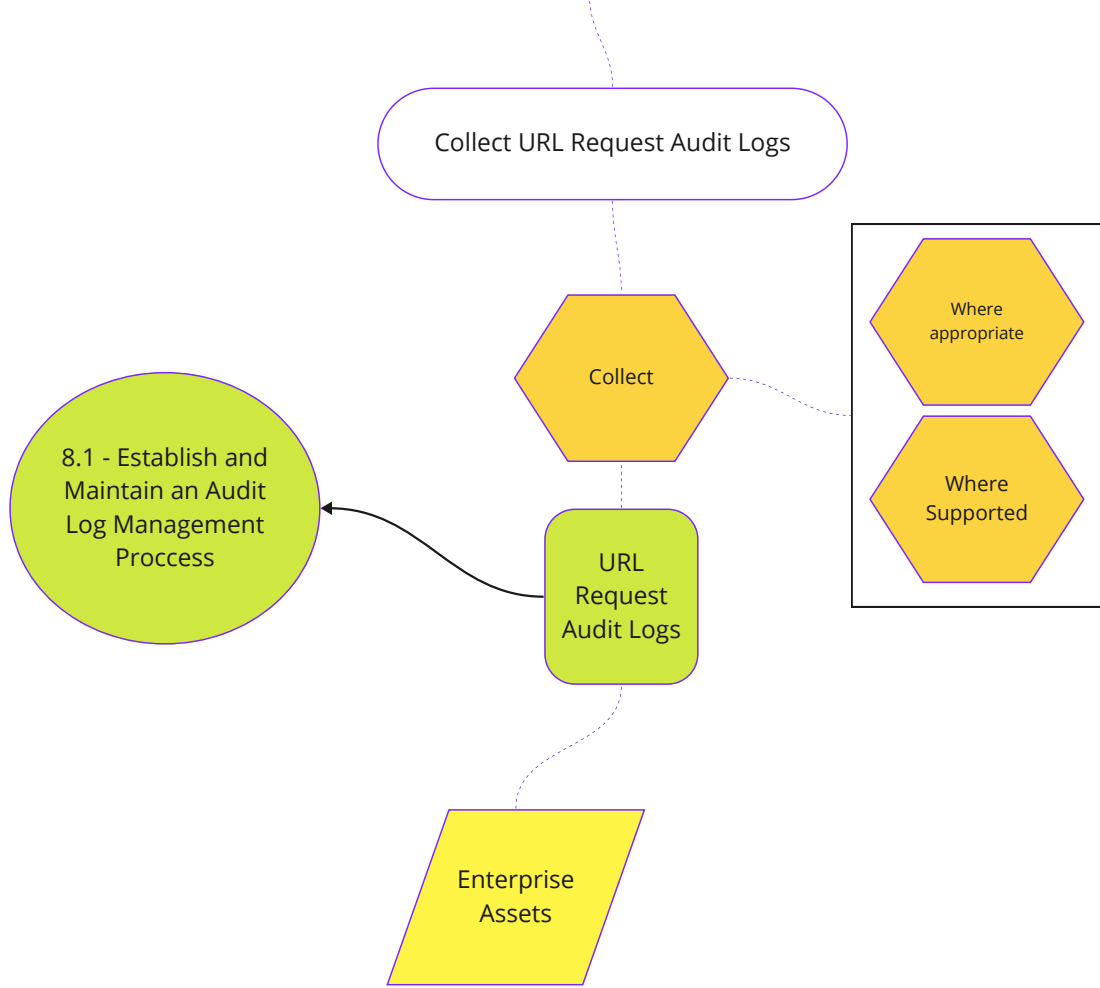 Collect URL Request Audit Logs
Where
appropriate
Collect
8.1 - Establish and
Maintain an Audit
Log Management
Proccess
Where
Supported
URL
Request
Audit Logs
Enterprise
Assets